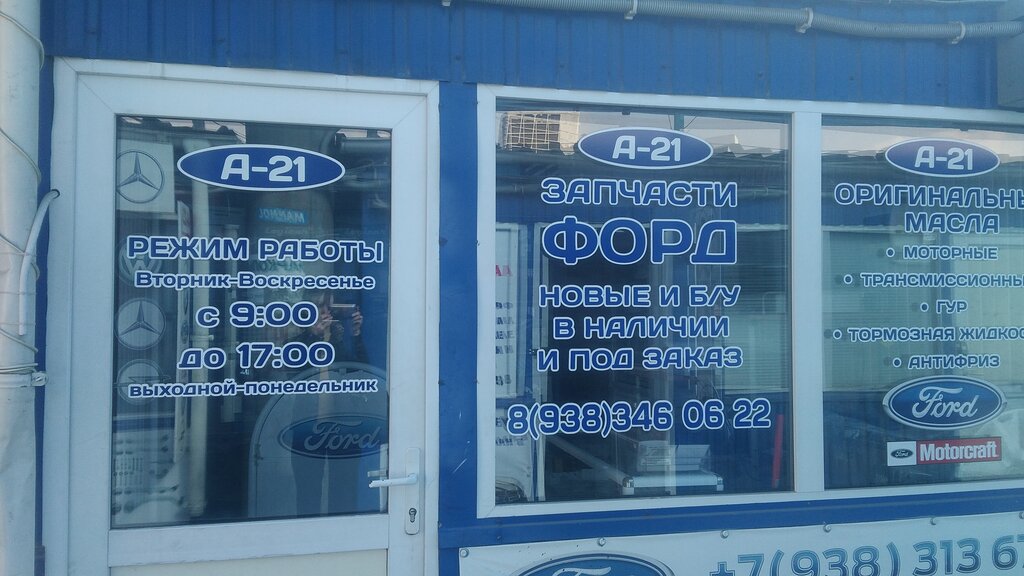 А-21
РЕЖИМ РАБОТЫ
Вторник-Воскресенье
с 9:00
до 17:00
выходной-понедельник
Ford
А-21
ЗАПЧАСТИ
ФОРД
НОВЫЕ И Б/У
В НАЛИЧИИ
И ПОД ЗАКАЗ
8(938)346 06 22
А-21
ОРИГИНАЛЬНЫ
МАСЛА
• МОТОРНЫЕ
• ТРАНСМИССИОННЫ
• ГУР
• ТОРМОЗНАЯ ЖИДКОС
• АНТИФРИЗ
Ford
Ford Motorcraft
Ford +7(938) 313 67